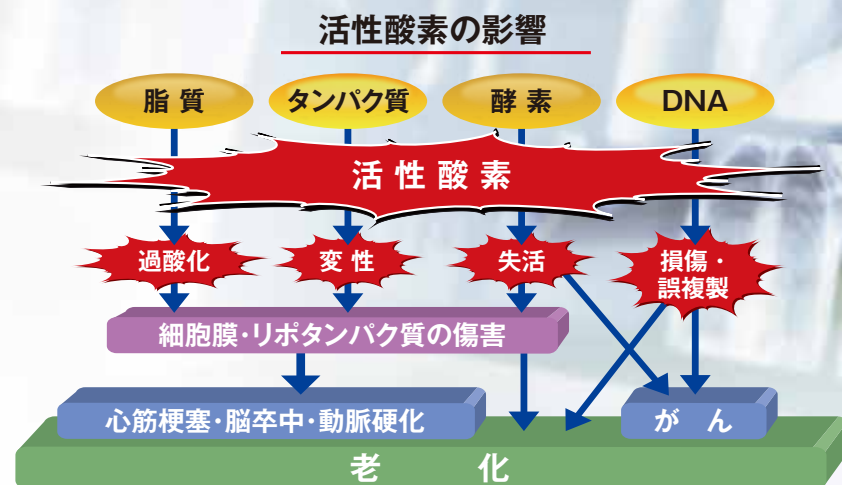 活性酸素の影響
脂質
タンパク質
酵素
DNA
活性酸素
過酸化
変性
失活
損傷・
誤複製
細胞膜・リポタンパク質の傷害
心筋梗塞・脳卒中・動脈硬化
がん
老化